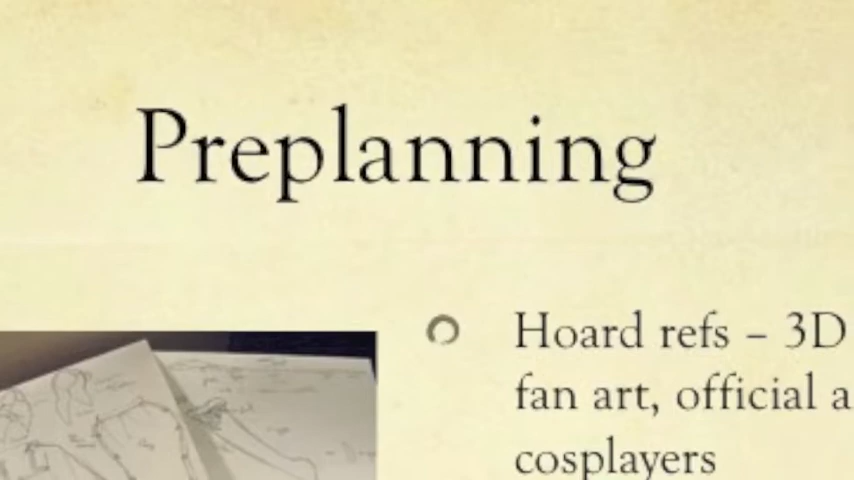 Preplanning
Hoard refs – 3D
fan art, official a
cosplayers